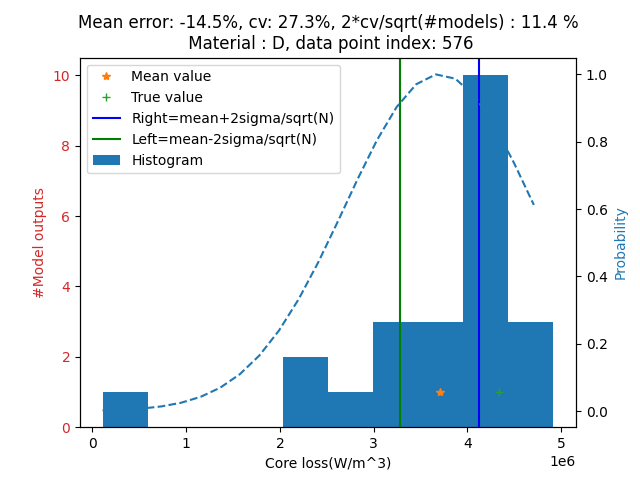 Mean error: -14.5%, cv: 27.3%, 2*cv/sqrt(#models) : 11.4 %
Material : D, data point index: 576
Mean value
True value
Right=mean+2sigma/sqrt(N)
Left=mean-2sigma/sqrt(N)
Histogram
#Model outputs
10
8
6
4
2
0
Probability
1.0
0.8
0.6
0.4
0.2
0.0
0 1 2 3 4 5
1e6
Core loss(W/m^3)